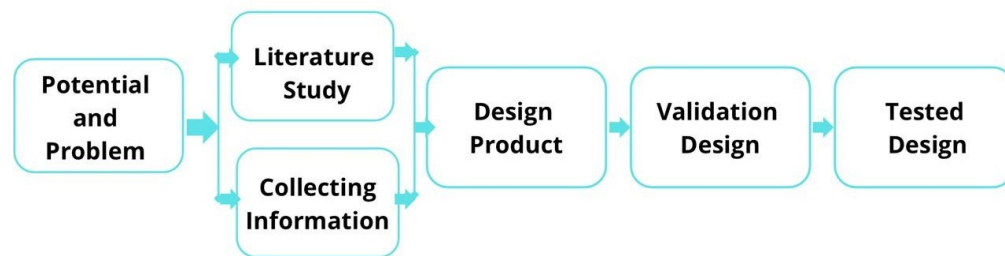 Potential
and
Problem
Literature
Study
Collecting
Information
Design
Product
Validation
Design
Tested
Design